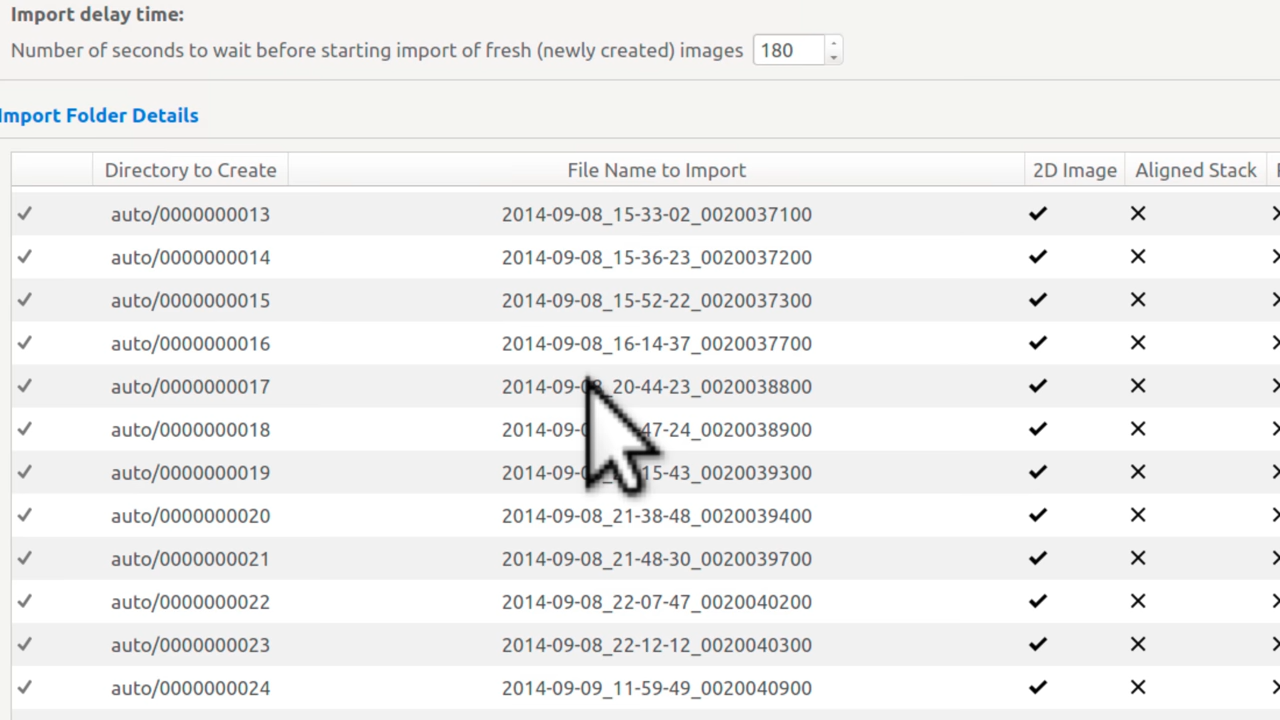 Import delay time:
Number of seconds to wait before starting import of fresh (newly created) images 180
Import Folder Details
Directory to Create File Name to Import 2D Image Aligned Stack
auto/0000000013 2014-09-08_15-33-02_0020037100
auto/0000000014 2014-09-08_15-36-23_0020037200
auto/0000000015 2014-09-08_15-52-22_0020037300
auto/0000000016 2014-09-08_16-14-37_0020037700
auto/0000000017 2014-09-08_20-44-23_0020038800
auto/0000000018 47-24_0020038900
auto/0000000019 15-43_0020039300
auto/0000000020 2014-09-08_21-38-48_0020039400
auto/0000000021 2014-09-08_21-48-30_0020039700
auto/0000000022 2014-09-08_22-07-47_0020040200
auto/0000000023 2014-09-08_22-12-12_0020040300
auto/0000000024 2014-09-09_11-59-49_0020040900